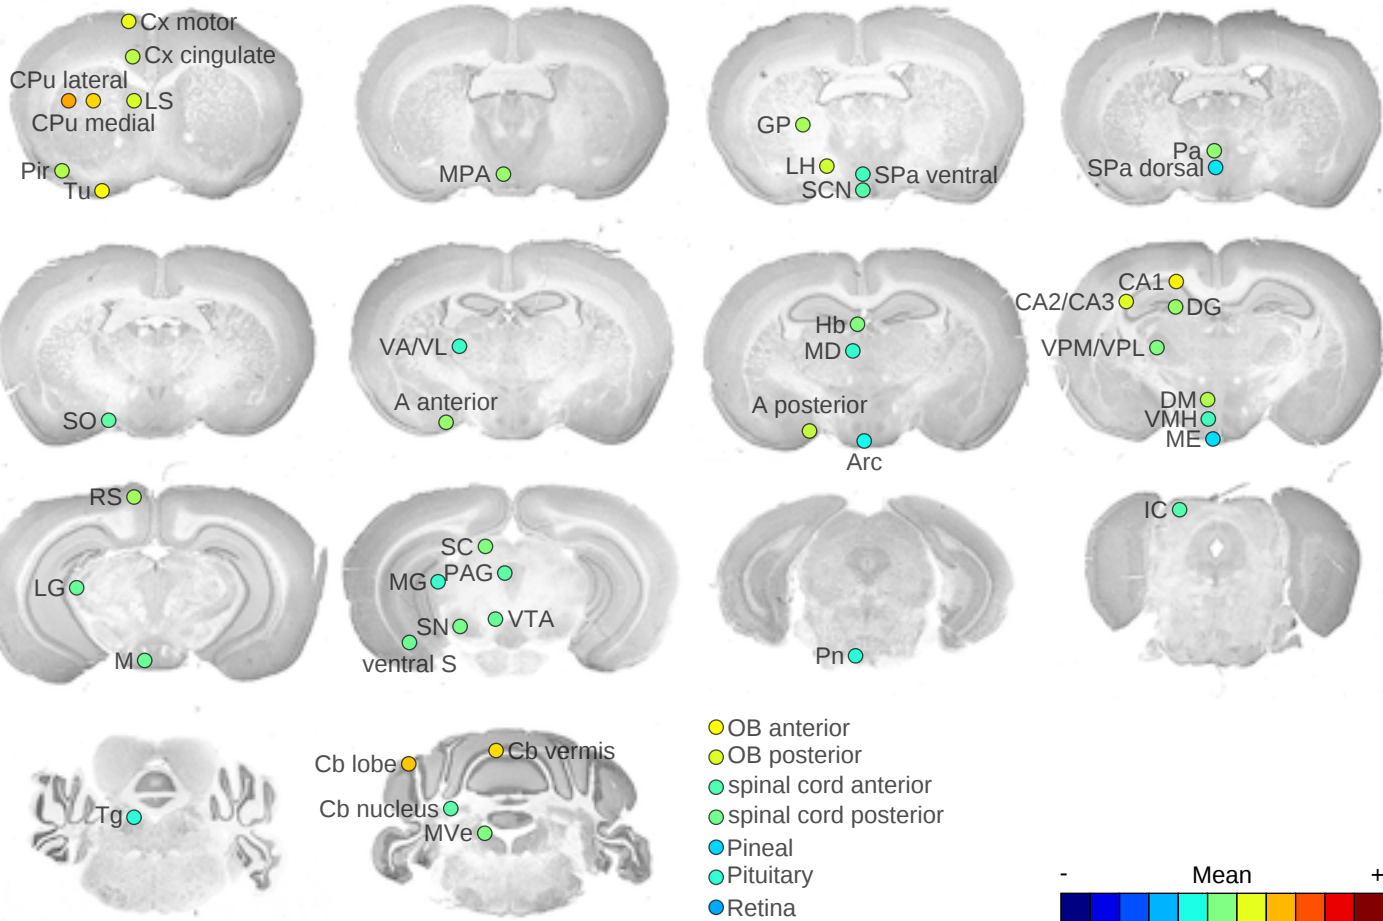 Cx motor
Cx cingulate
CPu lateral
LS
CPu medial
Pir
Tu
MPA
GP
LH
SPa ventral
SCN
Pa
SPa dorsal
SO
VA/VL
A anterior
Hb
MD
A posterior
Arc
CA1
CA2/CA3
DG
VPM/VPL
DM
VMH
ME
RS
LG
M
SC
MG
PAG
SN
VTA
ventral S
Pn
IC
Tg
Cb lobe
Cb vermis
Cb nucleus
MVe
OB anterior
OB posterior
spinal cord anterior
spinal cord posterior
Pineal
Pituitary
Retina
- Mean +